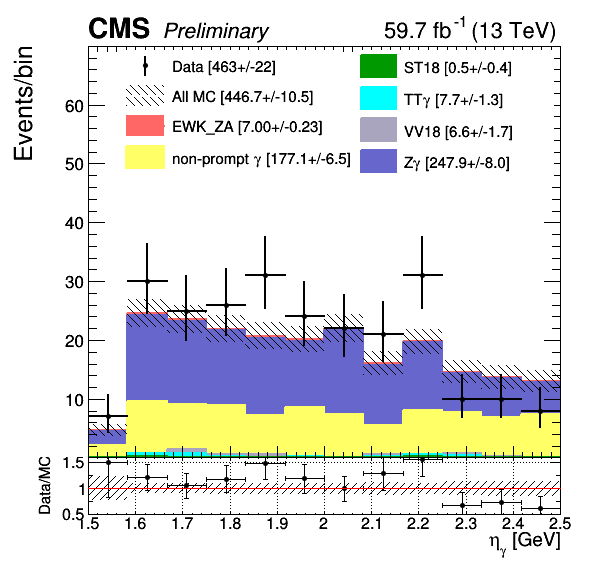 CMS Preliminary 59.7 fb⁻¹ (13 TeV)
Events/bin
Data [463+/-22]
All MC [446.7+/-10.5]
EWK_ZA [7.00+/-0.23]
non-prompt γ [177.1+/-6.5]
ST18 [0.5+/-0.4]
TTγ [7.7+/-1.3]
VV18 [6.6+/-1.7]
Zγ [247.9+/-8.0]
60
50
40
30
20
10
Data/MC
1.5
1
0.5
1.5 1.6 1.7 1.8 1.9 2 2.1 2.2 2.3 2.4 2.5
ηγ [GeV]